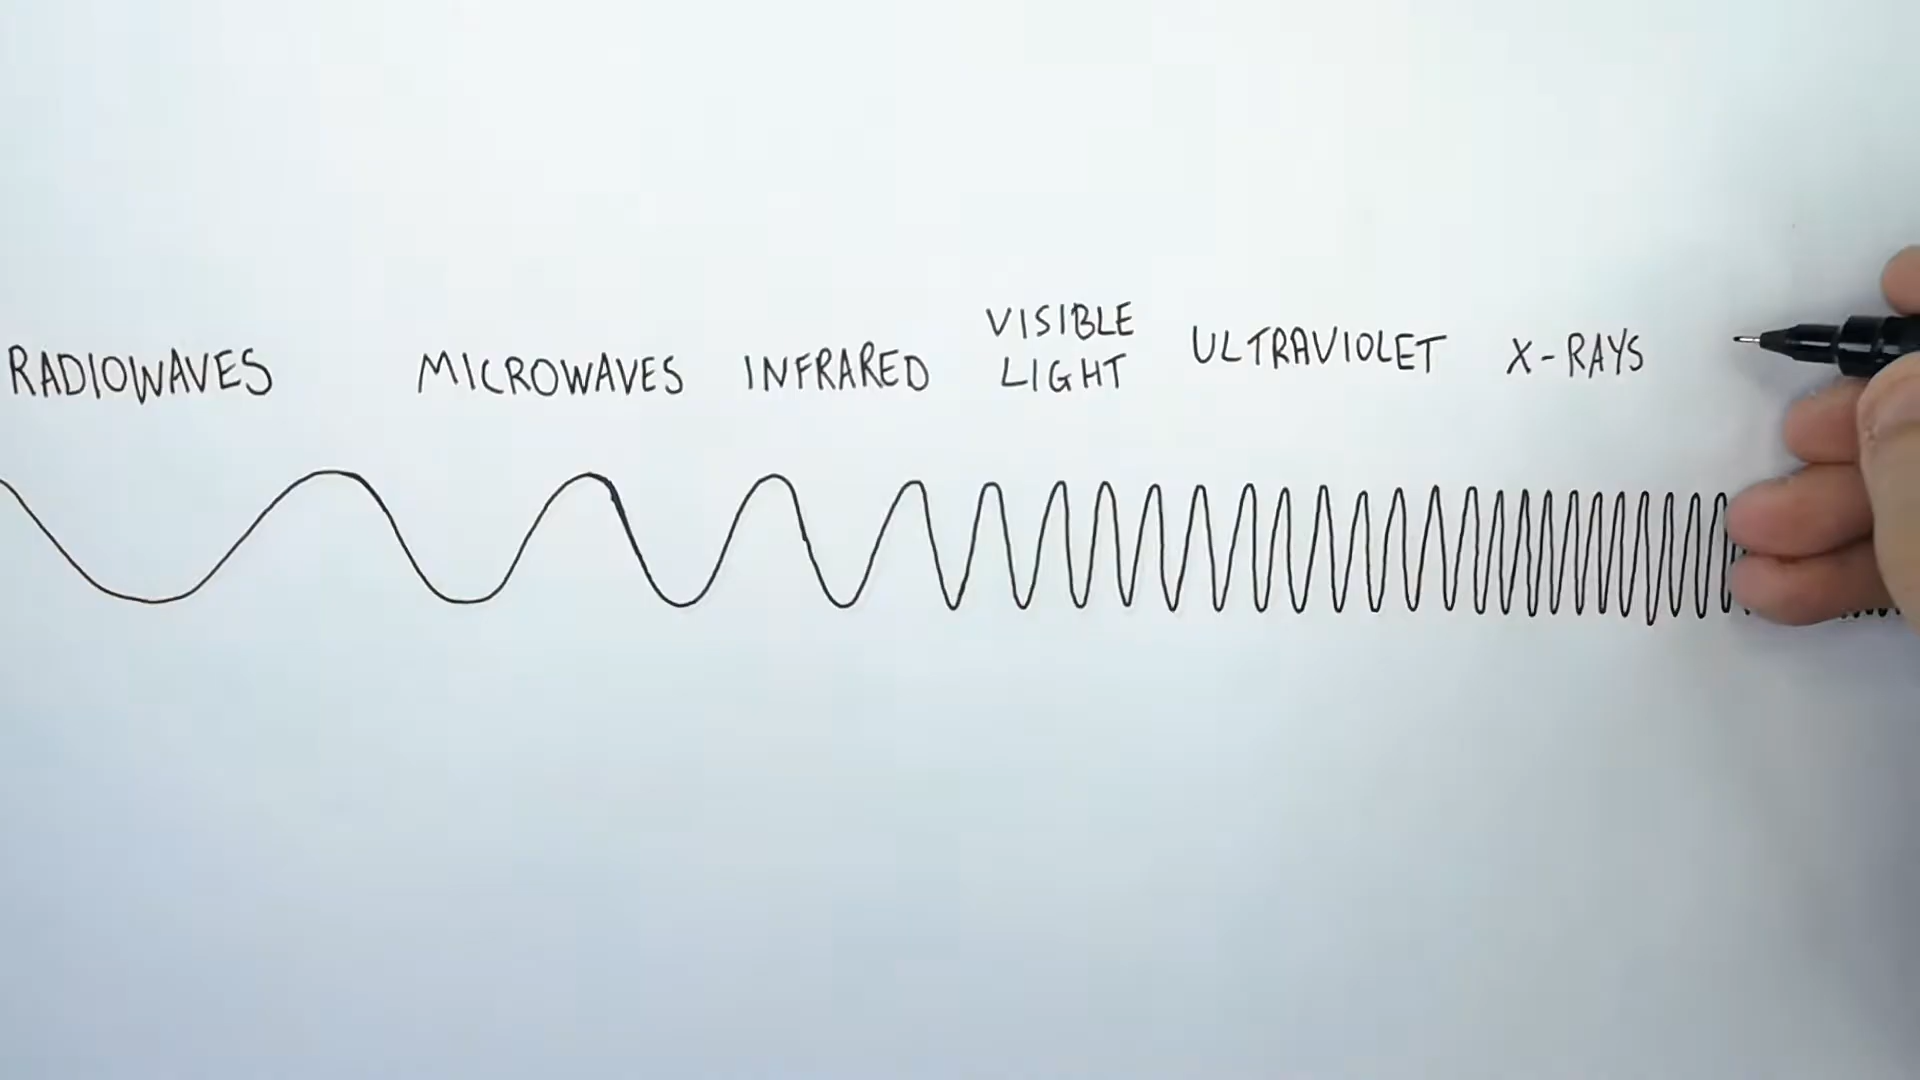 RADIOWAVES
MICROWAVES
INFRARED
VISIBLE
LIGHT
ULTRAVIOLET
X-RAYS